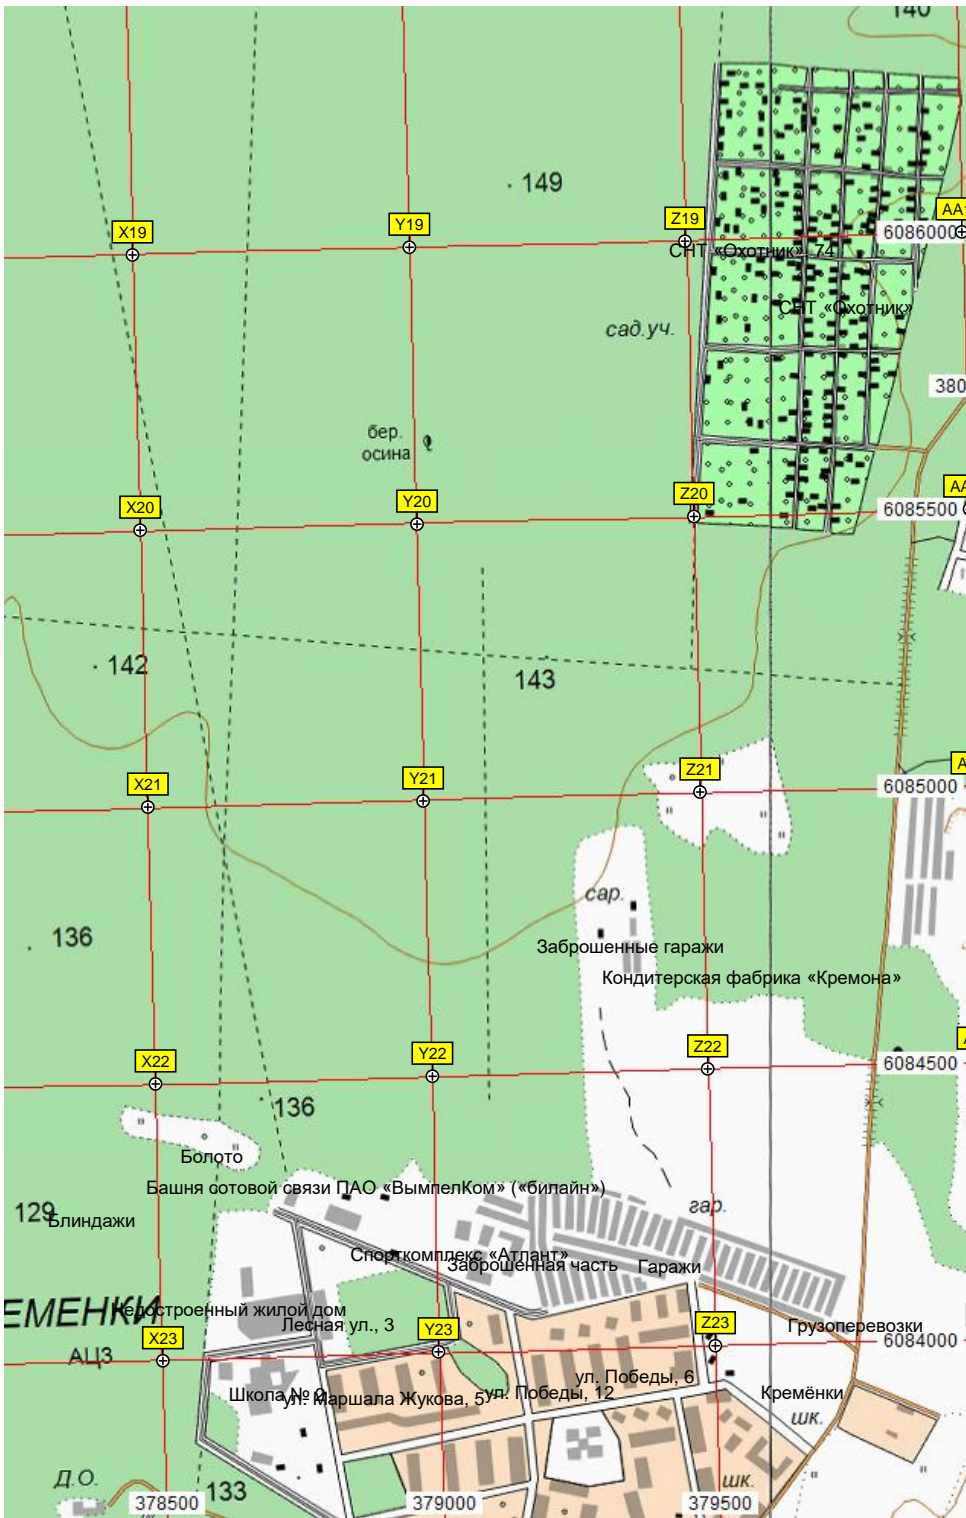 140
149
X19
Y19
Z19
6086000
СНТ «Охотник», 74
СНТ «Охотник»
сад.уч.
380
бер.
осина
X20
Y20
Z20
6085500
142
143
X21
Y21
Z21
6085000
сар.
136
Заброшенные гаражи
Кондитерская фабрика «Кремона»
X22
Y22
Z22
6084500
136
Болото
Башня сотовой связи ПАО «ВымпелКом» («билайн»)
129
Блиндажи
гар.
Спорткомплекс «Атлант»
Заброшенная часть
Гаражи
ЕМЕНКИ
Недостроенный жилой дом
Лесная ул., 3
X23
Y23
Z23
Грузоперевозки
6084000
АЦЗ
ул. Победы, 6
Школа №
ул. Маршала Жукова, 5
ул. Победы, 12
Кремёнки
шк.
Д.О.
133
шк.
378500
379000
379500